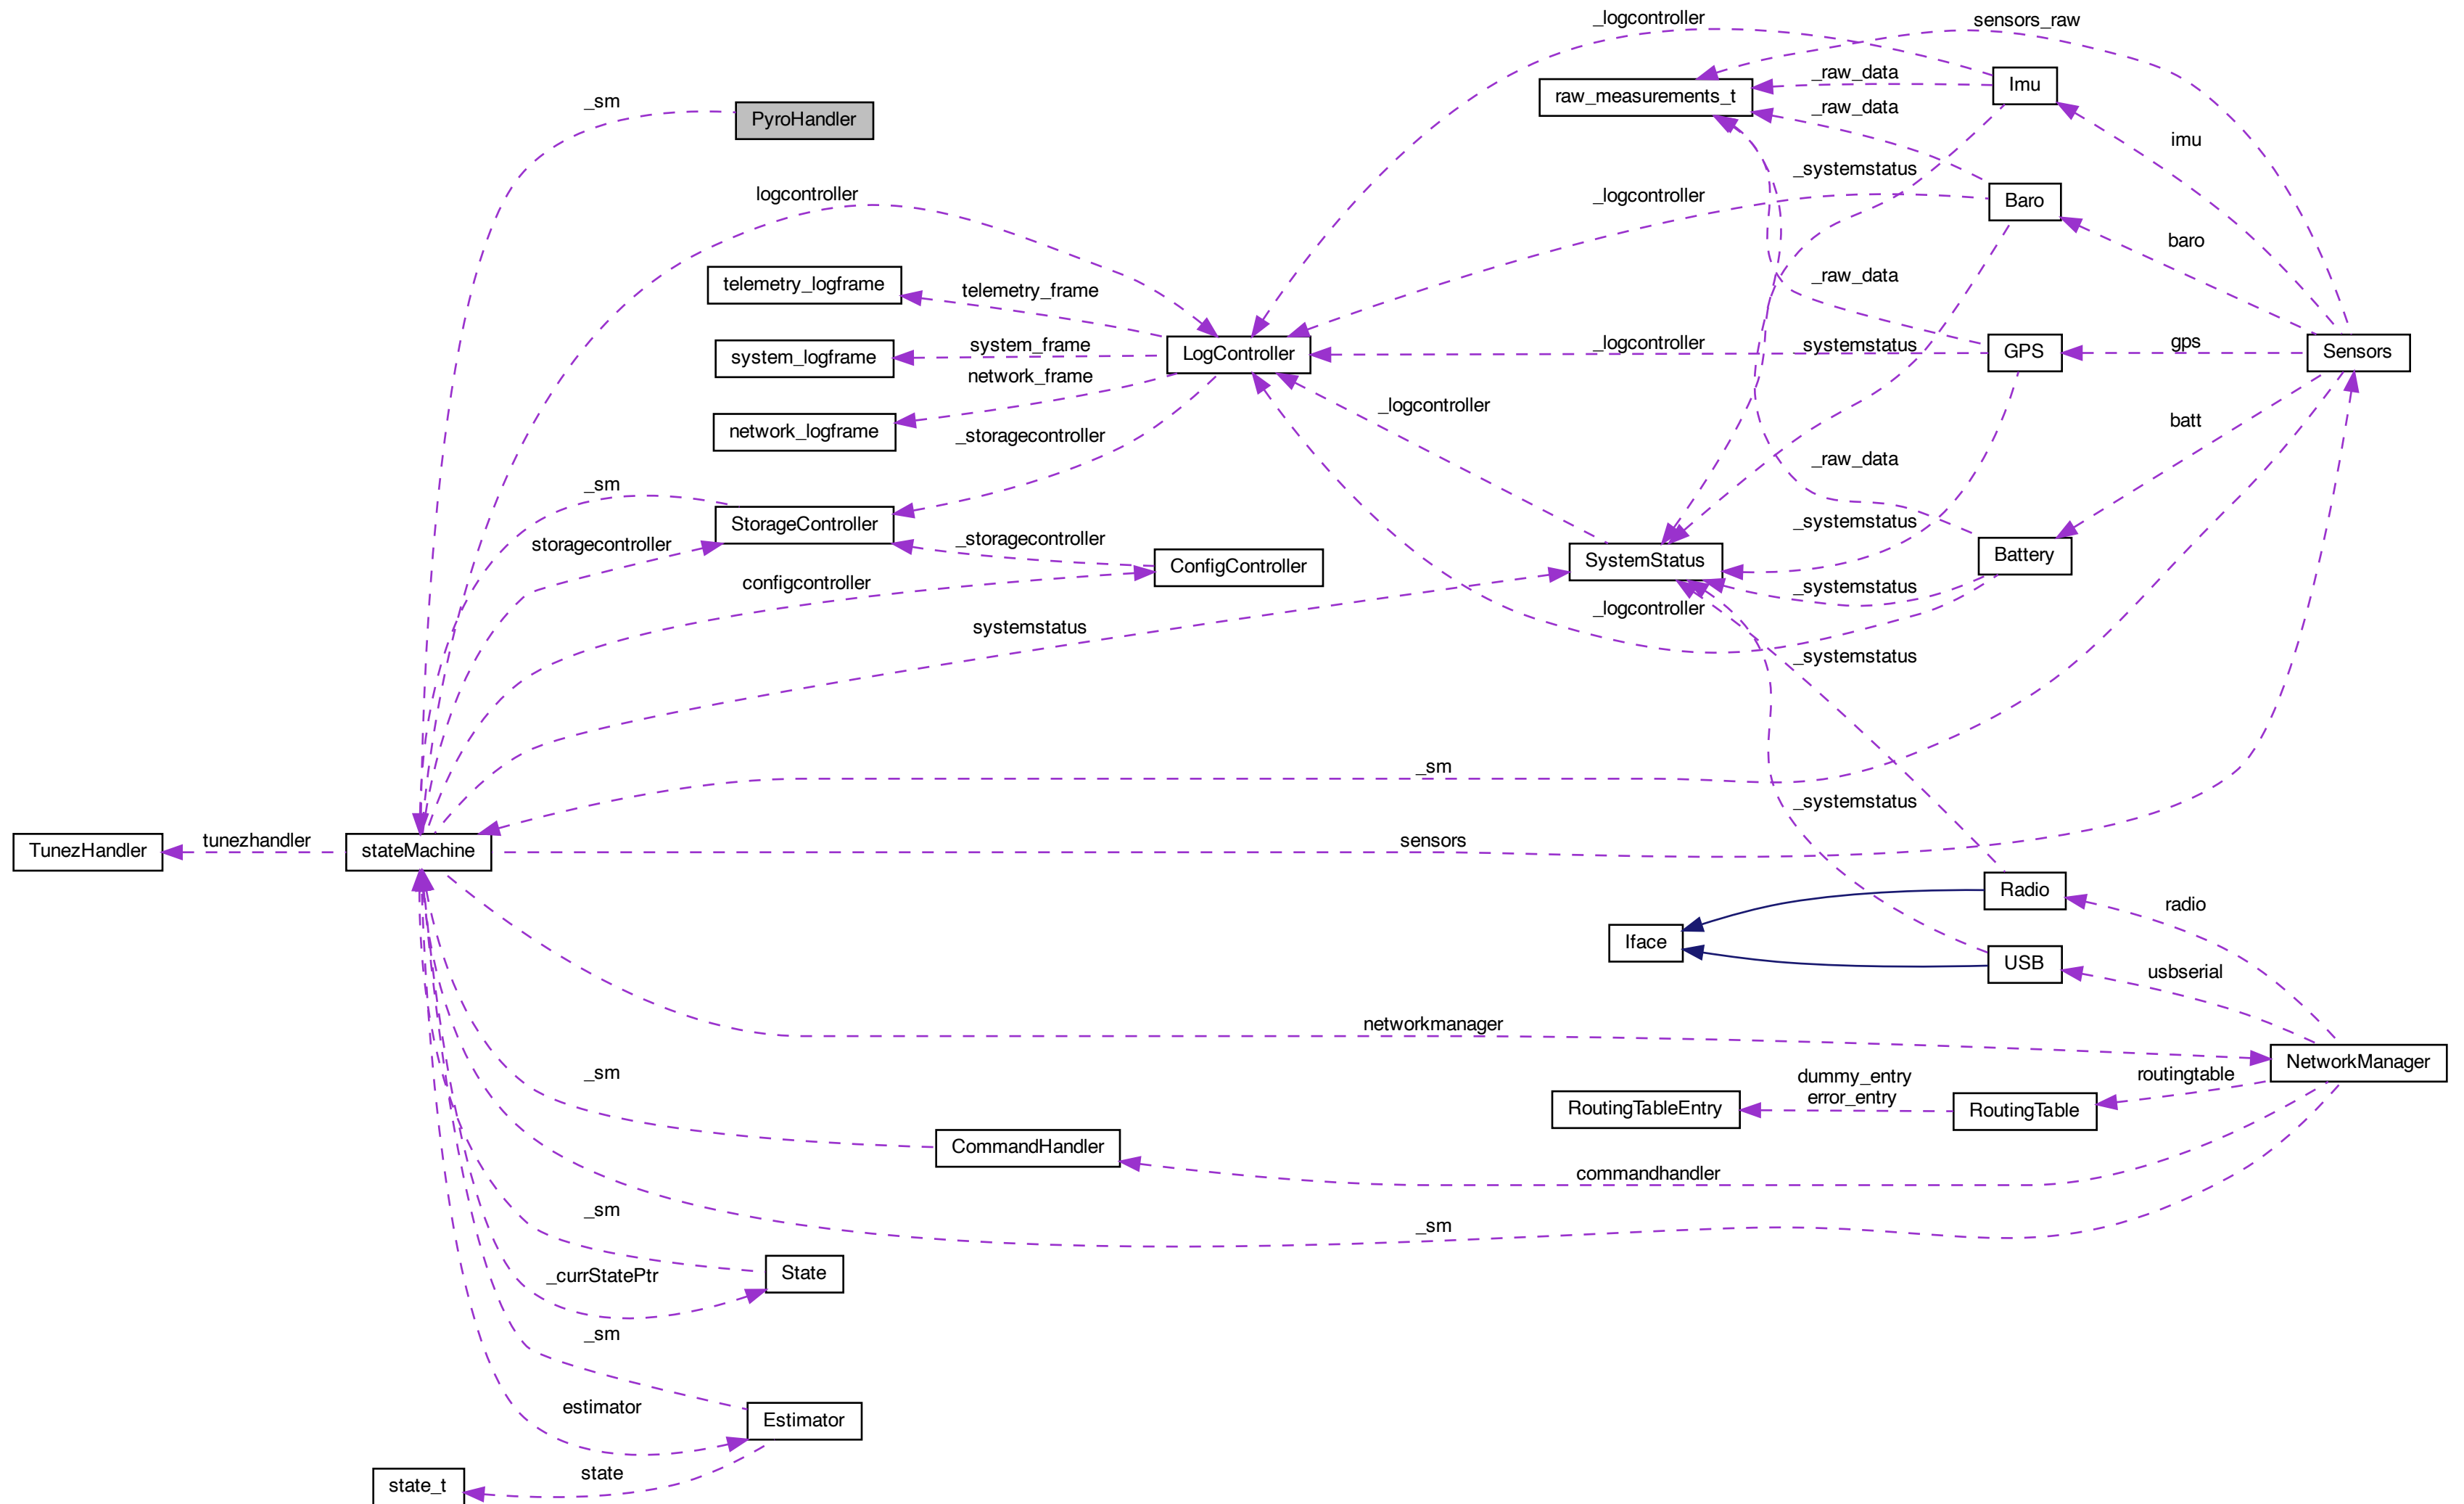 _logcontroller
sensors_raw
_raw_data
Imu
raw_measurements_t
_sm
PyroHandler
_raw_data
imu
_systemstatus
logcontroller
_logcontroller
Baro
baro
telemetry_logframe
telemetry_frame
_raw_data
system_logframe
system_frame
LogController
_logcontroller
_systemstatus
GPS
gps
Sensors
network_frame
network_logframe
_logcontroller
batt
_storagecontroller
_raw_data
_sm
StorageController
_systemstatus
storagecontroller
_storagecontroller
ConfigController
SystemStatus
Battery
configcontroller
_systemstatus
_logcontroller
systemstatus
_systemstatus
_sm
_systemstatus
TunezHandler
tunezhandler
stateMachine
sensors
Radio
radio
Iface
USB
usbserial
networkmanager
NetworkManager
_sm
dummy_entry
error_entry
routingtable
RoutingTableEntry
RoutingTable
CommandHandler
commandhandler
_sm
_sm
State
_currStatePtr
_sm
estimator
Estimator
state_t
state